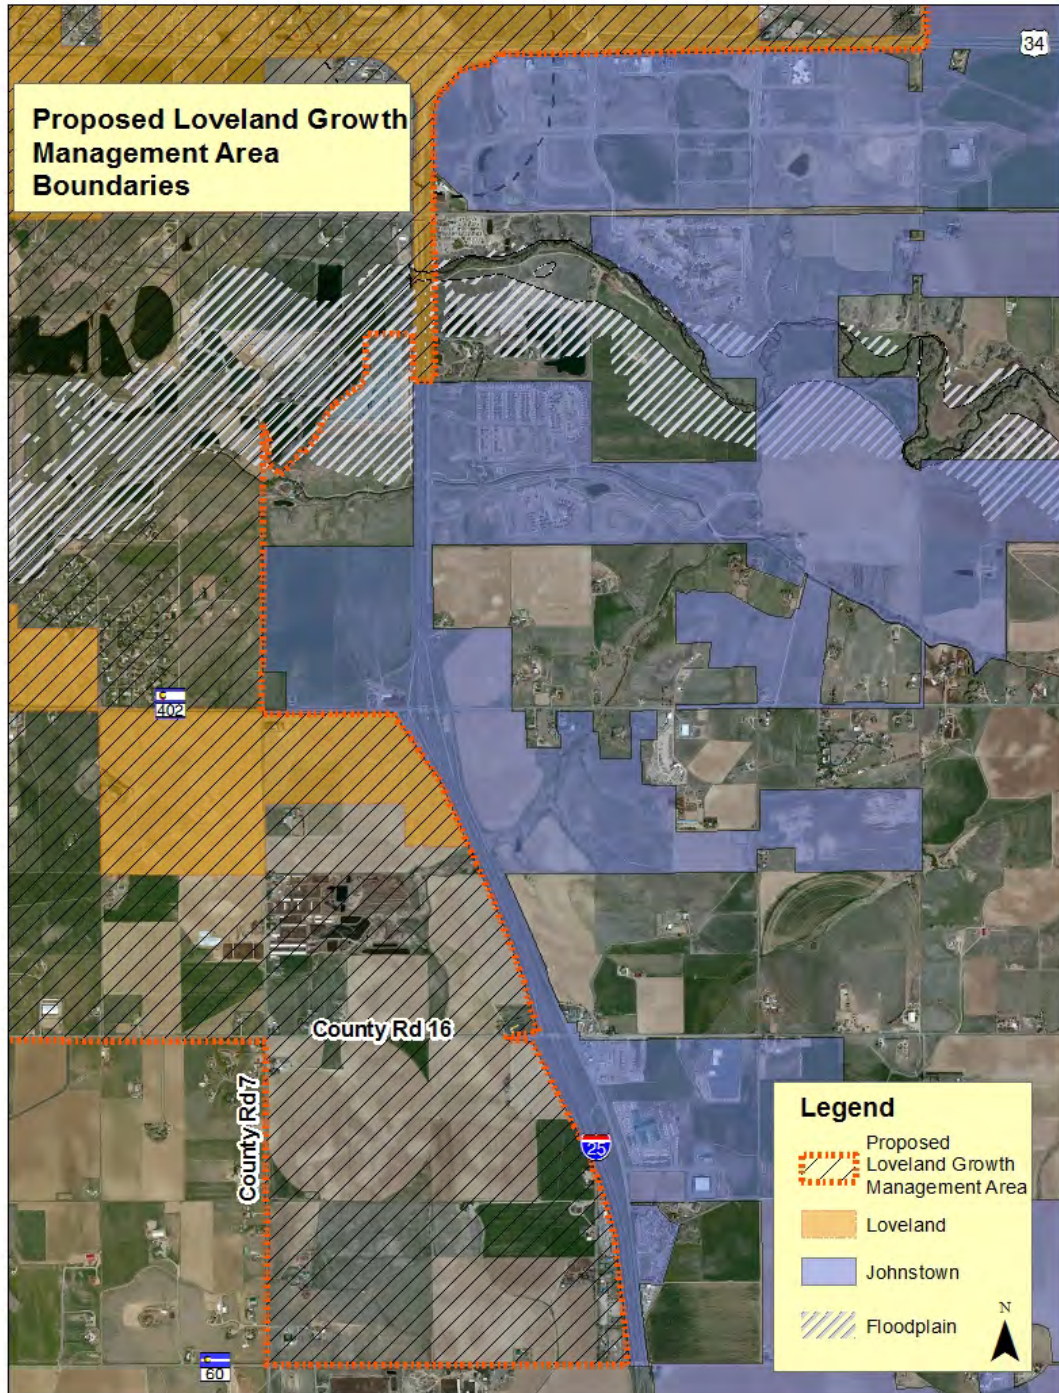 34
Proposed Loveland Growth
Management Area
Boundaries
402
County Rd 16
County Rd 7
25
60
Legend
Proposed
Loveland Growth
Management Area
Loveland
Johnstown
Floodplain
N